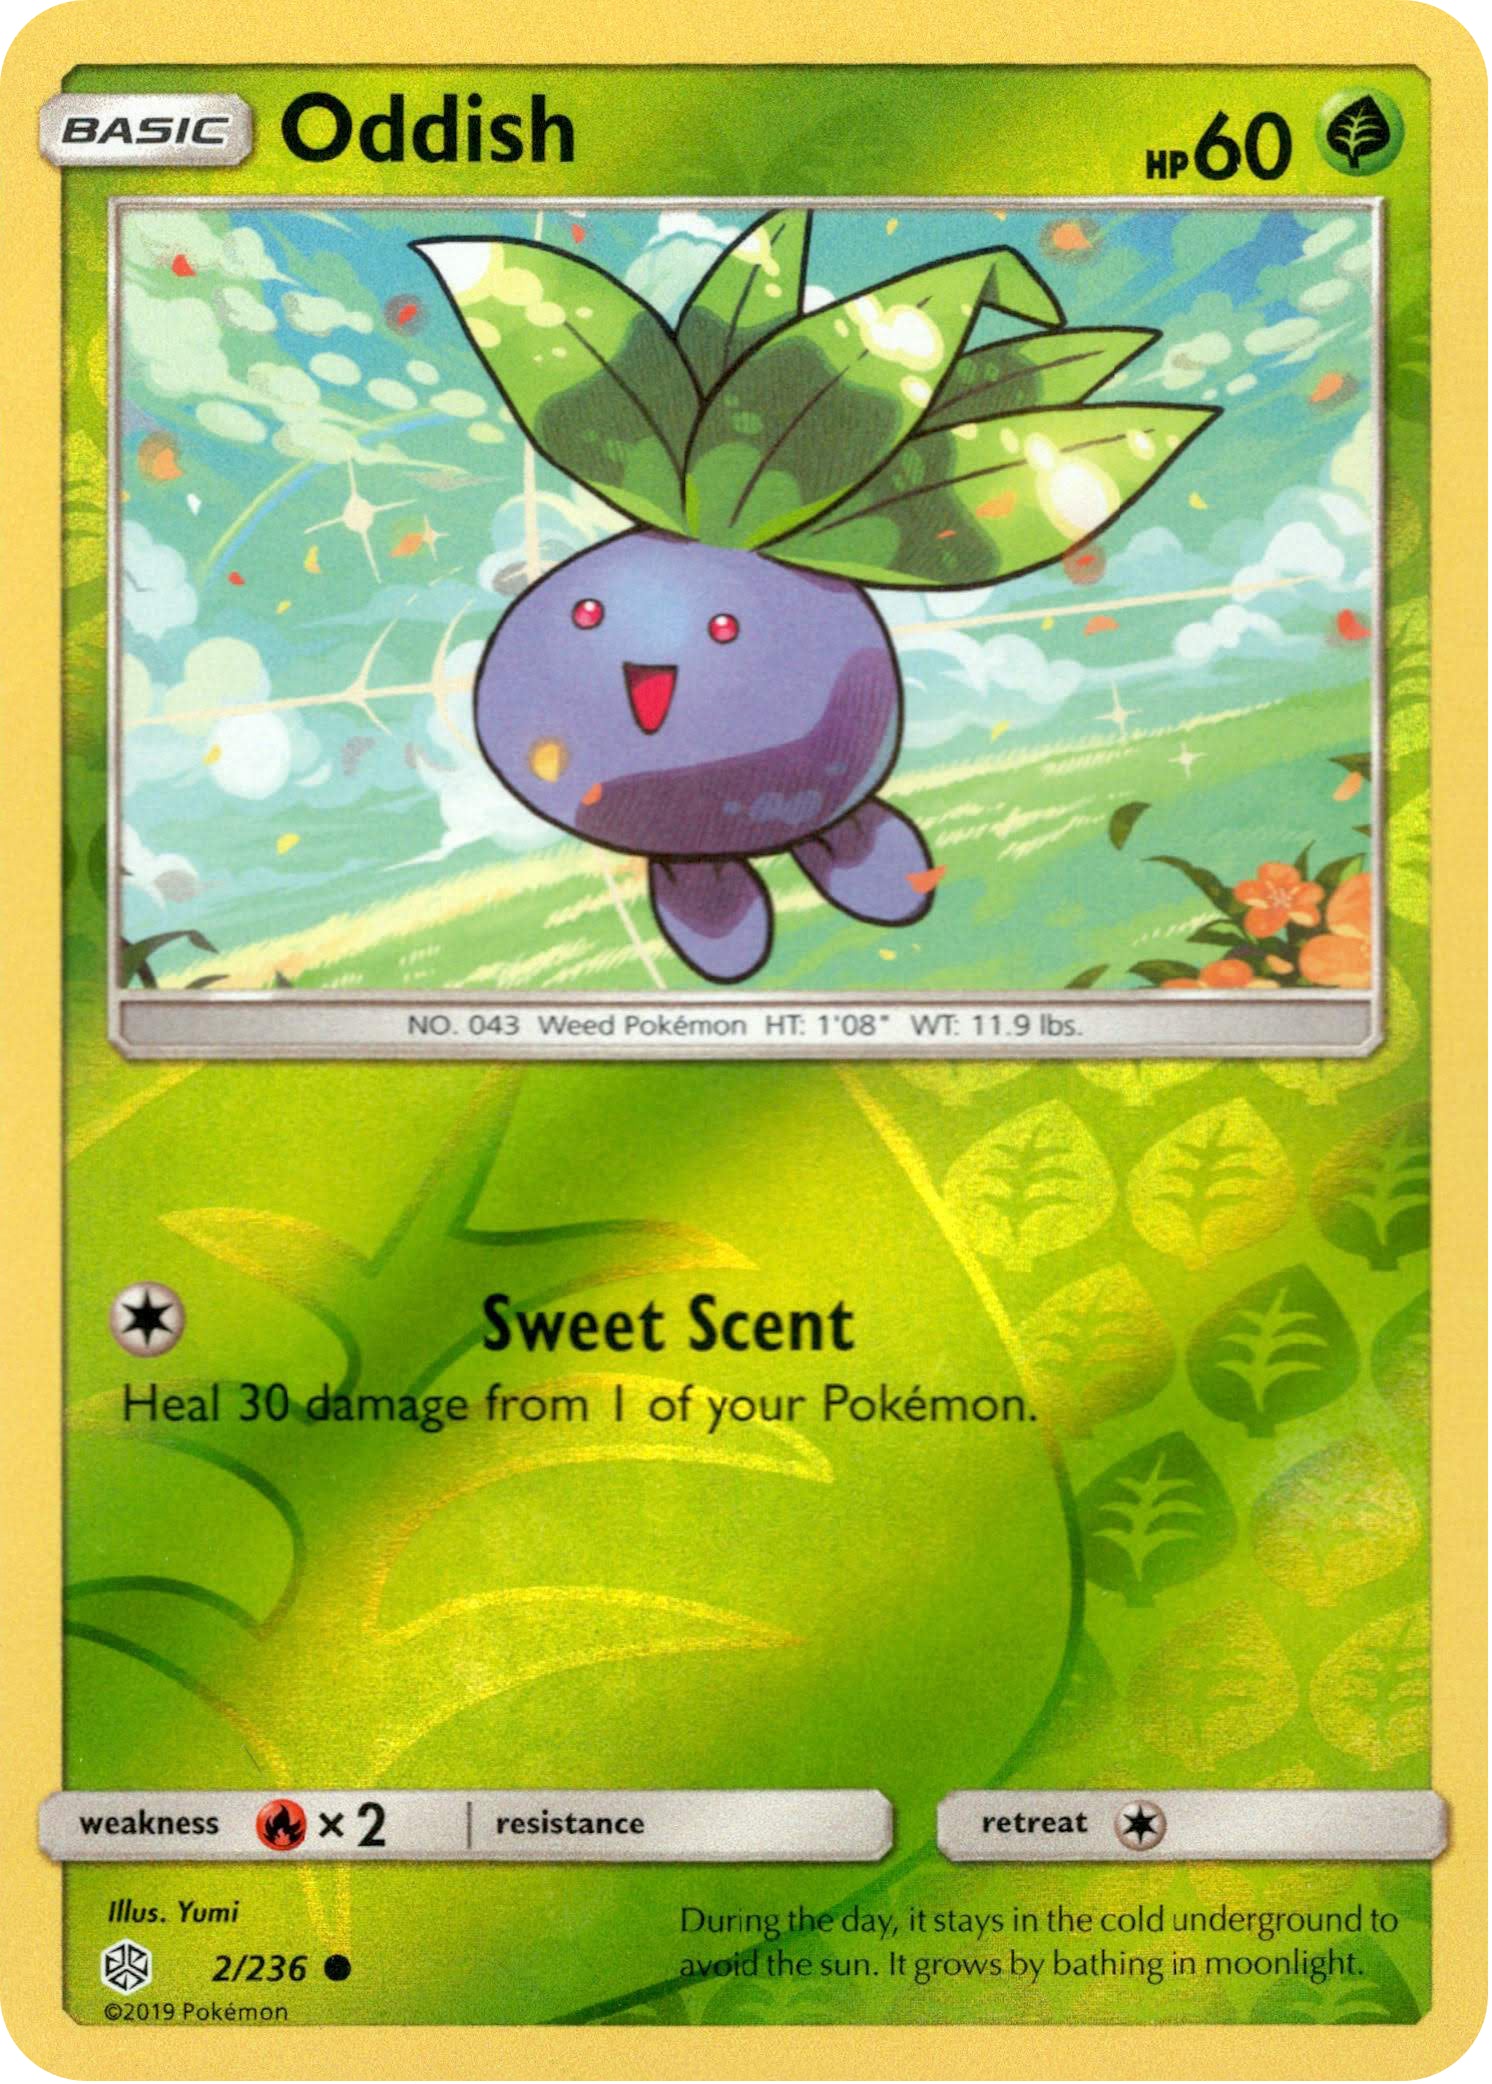 BASIC Oddish HP 60
NO. 043 Weed Pokémon HT: 1'08" WT: 11.9 lbs.
Sweet Scent
Heal 30 damage from 1 of your Pokémon.
weakness ×2 resistance retreat
Illus. Yumi
2/236
©2019 Pokémon
During the day, it stays in the cold underground to
avoid the sun. It grows by bathing in moonlight.